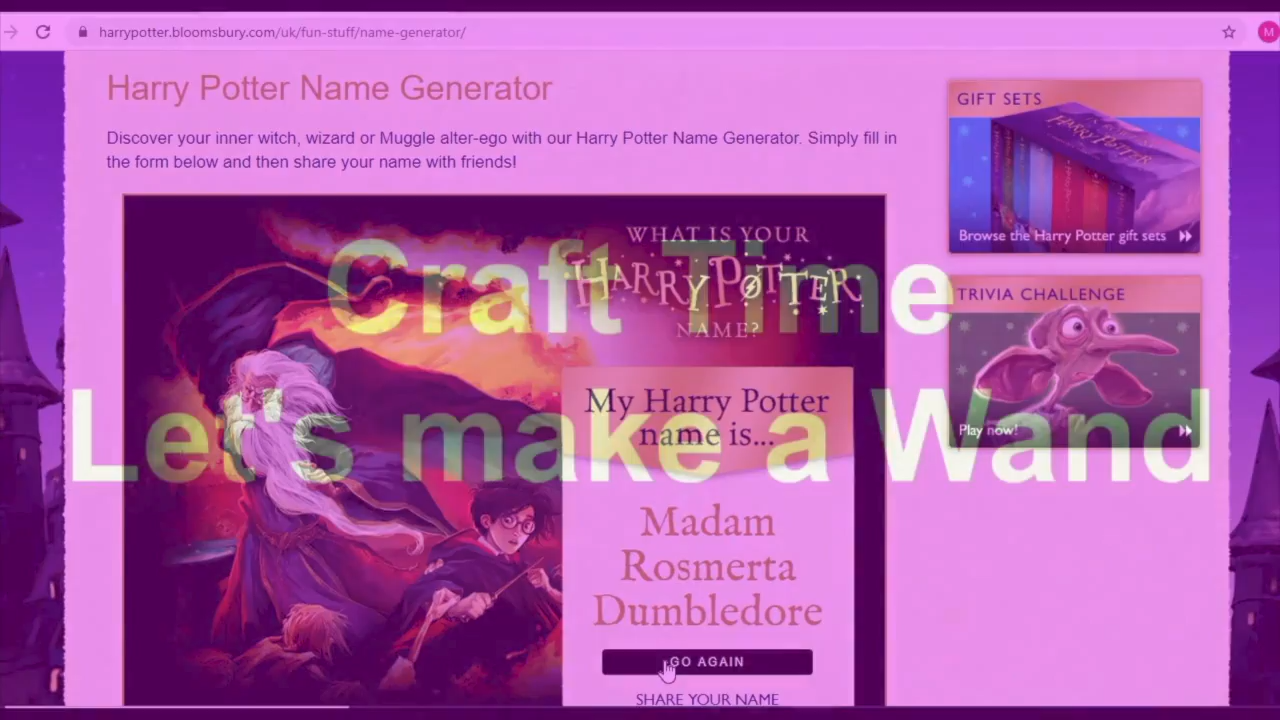 harrypotter.bloomsbury.com/uk/fun-stuff/name-generator/
M
Harry Potter Name Generator
Discover your inner witch, wizard or Muggle alter-ego with our Harry Potter Name Generator. Simply fill in
the form below and then share your name with friends!
GIFT SETS
HARRY POTTER
Browse the Harry Potter gift sets
TRIVIA CHALLENGE
Play now!
WHAT IS YOUR
HARRY POTTER
NAME?
My Harry Potter
name is...
Madam
Rosmerta
Dumbledore
GO AGAIN
SHARE YOUR NAME
Craft Time
Let's make a Wand